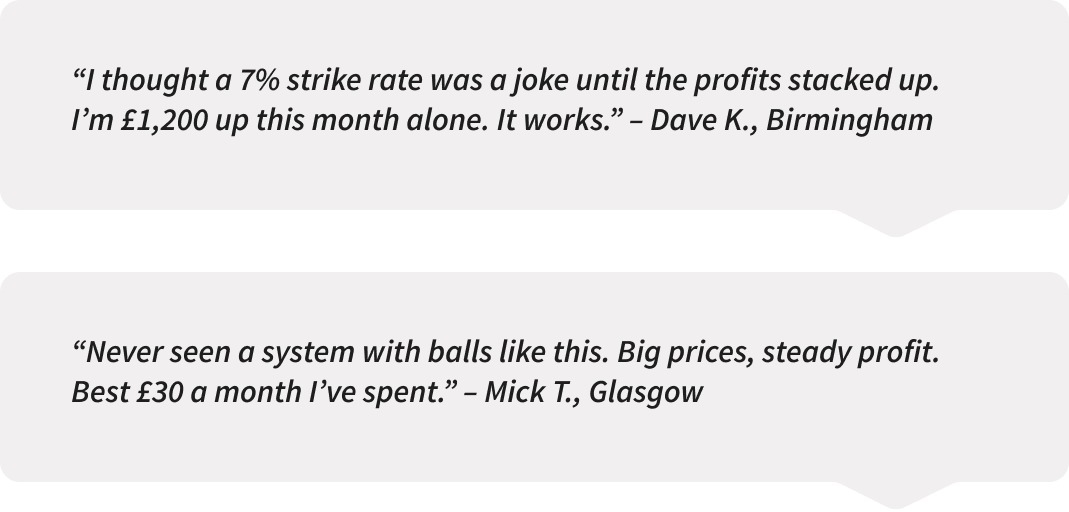 “I thought a 7% strike rate was a joke until the profits stacked up.
I’m £1,200 up this month alone. It works.” – Dave K., Birmingham
“Never seen a system with balls like this. Big prices, steady profit.
Best £30 a month I’ve spent.” – Mick T., Glasgow